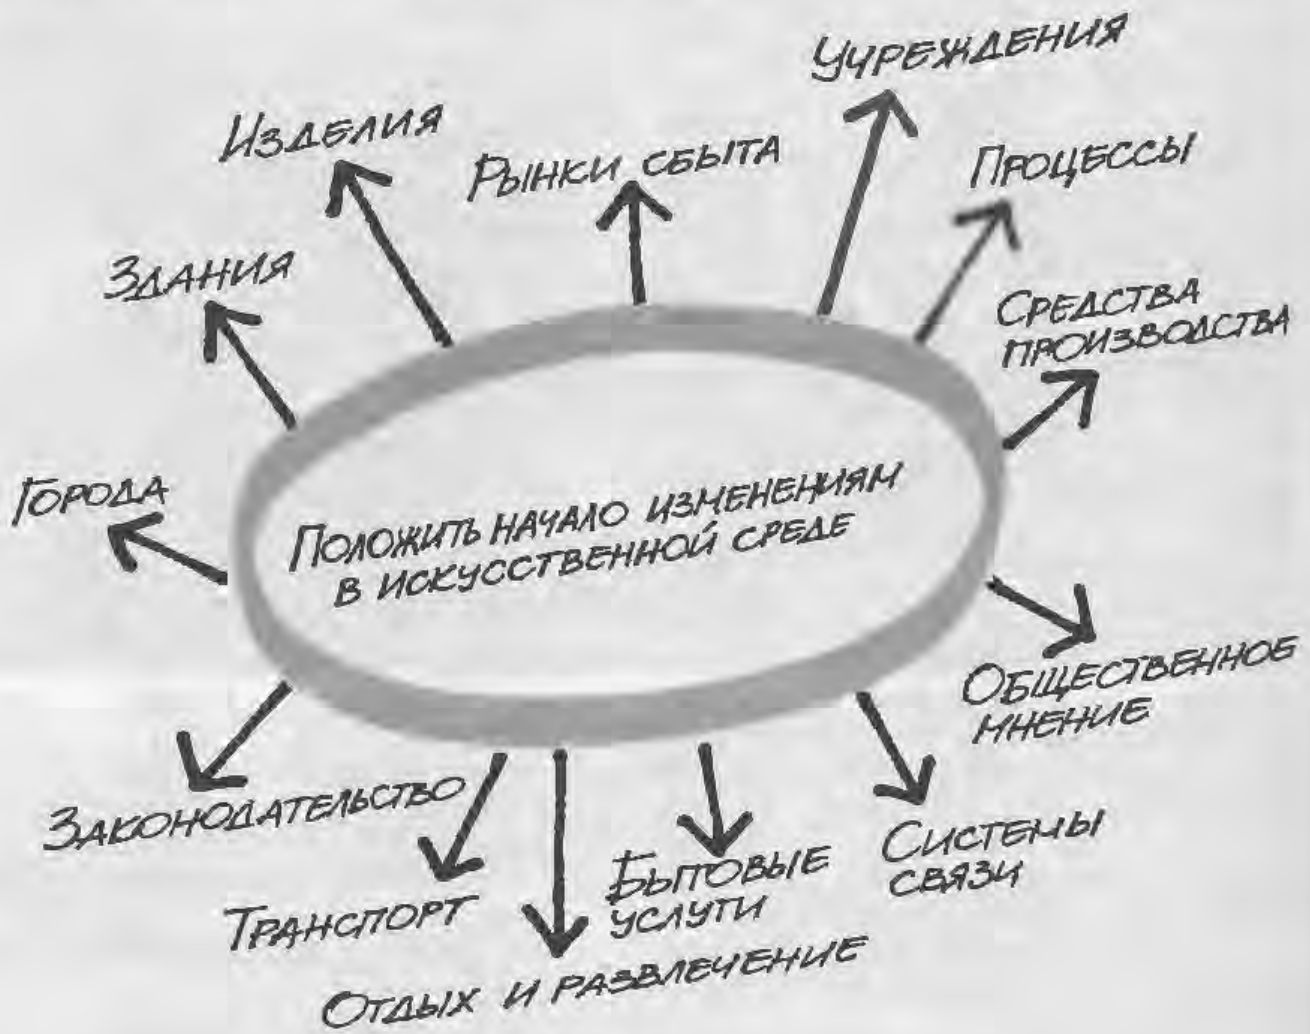 Учреждения
Изделия
Рынки сбыта
Процессы
Здания
Средства
производства
Города
Положить начало изменениям
в искусственной среде
Общественное
мнение
Законодательство
Системы
связи
Транспорт
Бытовые
услуги
Отдых и развлечение